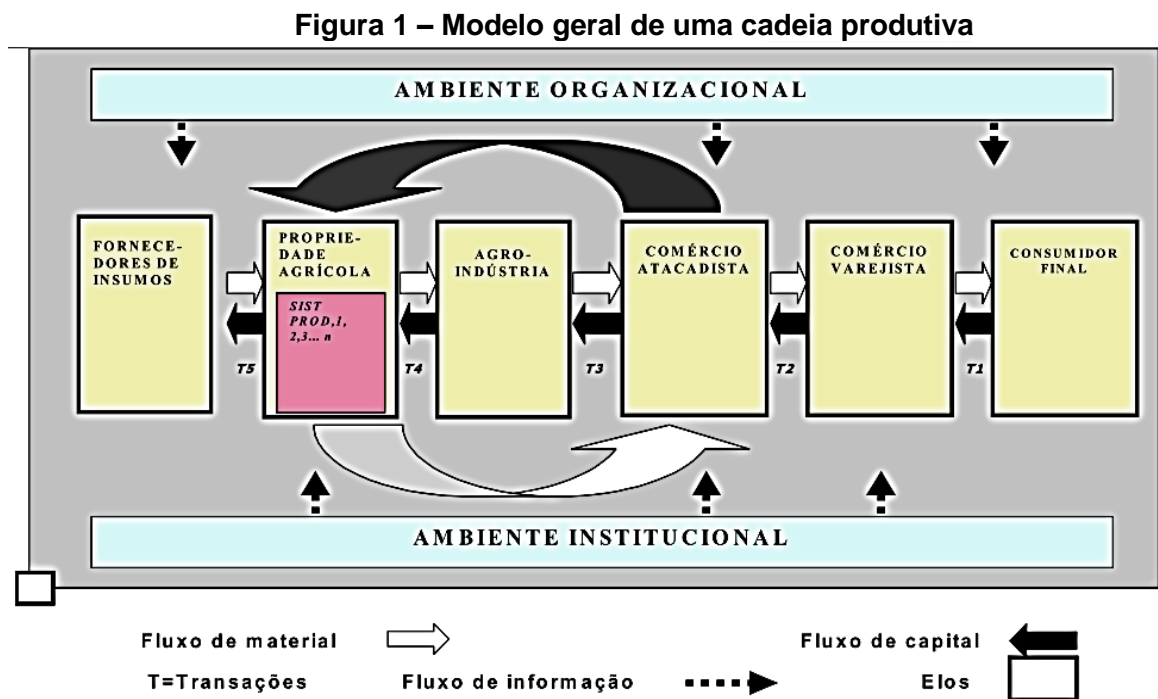 Figura 1 – Modelo geral de uma cadeia produtiva
AMBIENTE ORGANIZACIONAL
FORNECE-
DORES DE
INSUMOS
PROPRIE-
DADE
AGRÍCOLA
SIST
PROD,1,
2,3... n
AGRO-
INDÚSTRIA
COMÉRCIO
ATACADISTA
COMÉRCIO
VAREJISTA
CONSUMIDOR
FINAL
T5
T4
T3
T2
T1
AMBIENTE INSTITUCIONAL
Fluxo de material
Fluxo de capital
T=Transações
Fluxo de informação
Elos